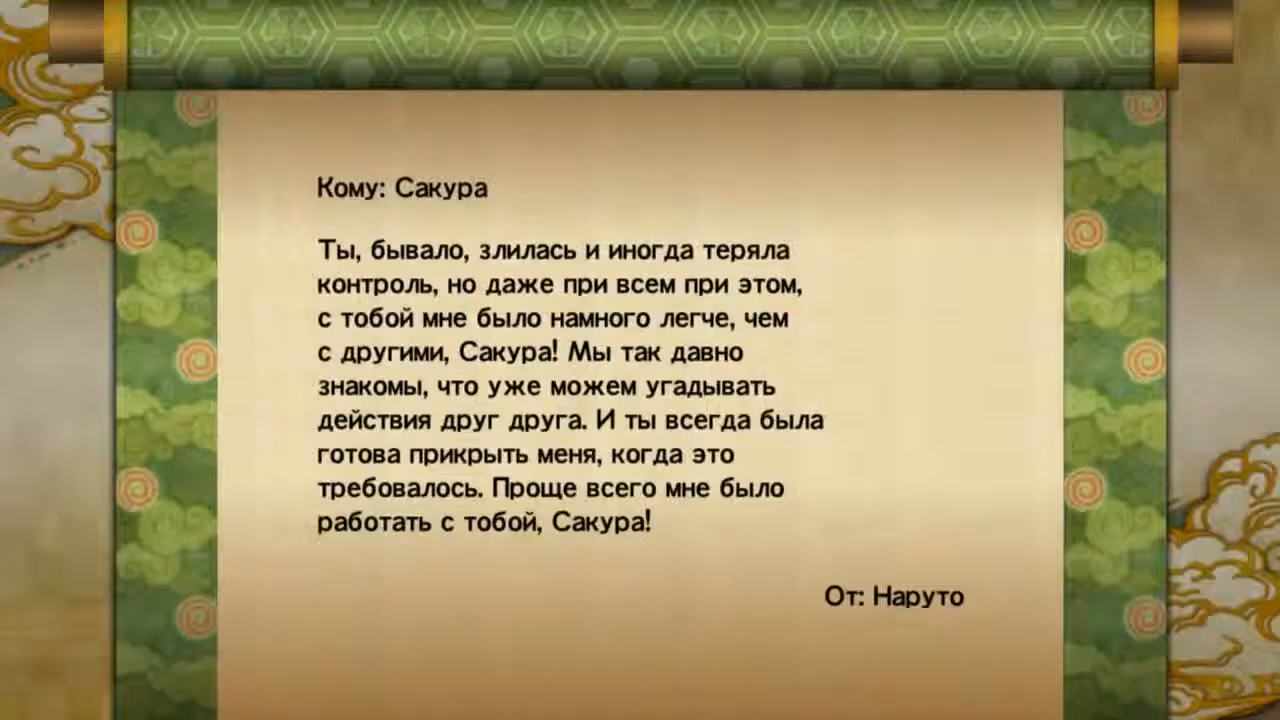 Кому: Сакура
Ты, бывало, злилась и иногда теряла
контроль, но даже при всем при этом,
с тобой мне было намного легче, чем
с другими, Сакура! Мы так давно
знакомы, что уже можем угадывать
действия друг друга. И ты всегда была
готова прикрыть меня, когда это
требовалось. Проще всего мне было
работать с тобой, Сакура!
От: Наруто